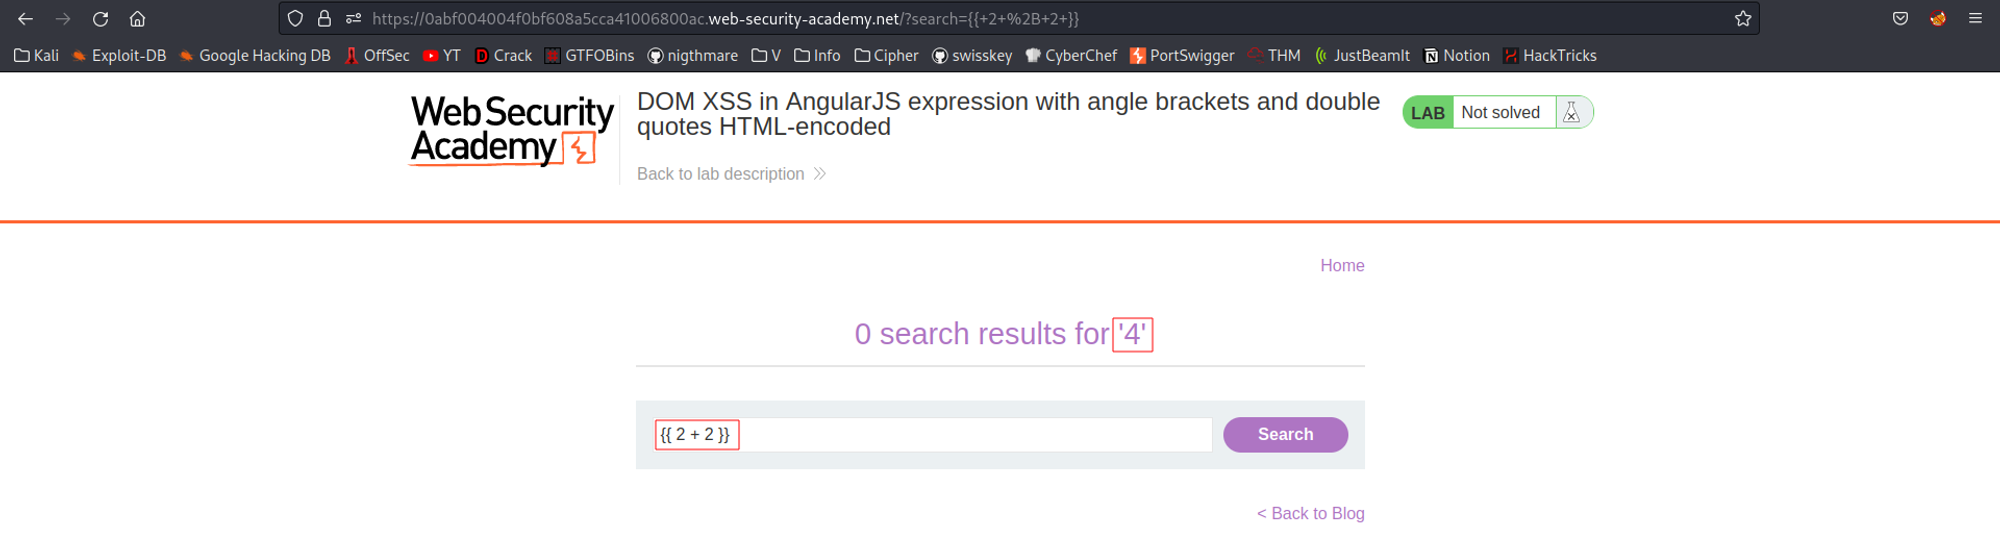 https://0abf004004f0bf608a5cca41006800ac.web-security-academy.net/?search={{+2+%2B+2+}}
Kali Exploit-DB Google Hacking DB OffSec YT Crack GTFOBins nigthmare V Info Cipher swisskey CyberChef PortSwigger THM JustBeamIt Notion HackTricks
Web Security
Academy
DOM XSS in AngularJS expression with angle brackets and double
quotes HTML-encoded
LAB Not solved
Back to lab description
Home
0 search results for '4'
{{ 2 + 2 }}
Search
< Back to Blog